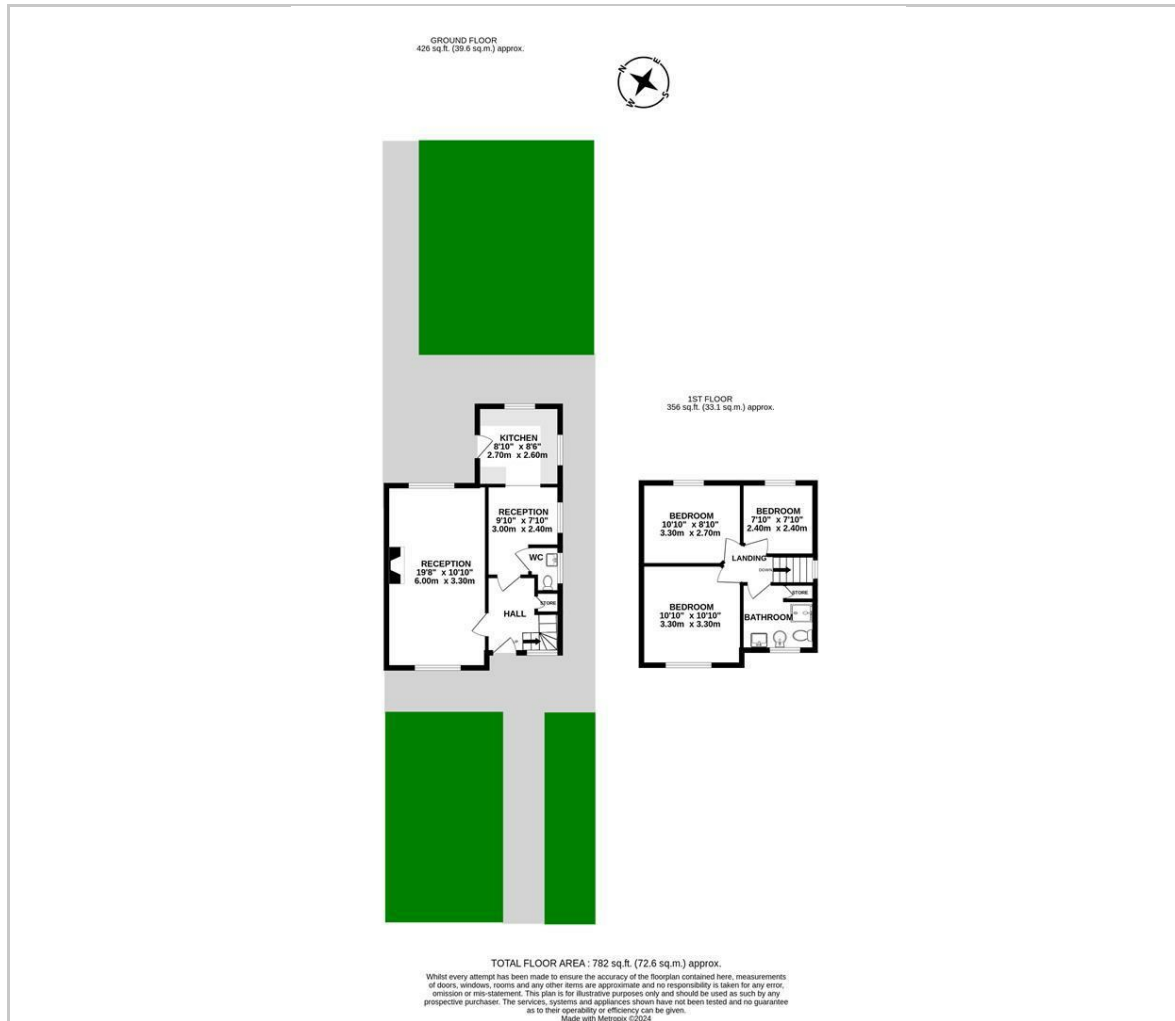 GROUND FLOOR
426 sq.ft. (39.6 sq.m.) approx.
N
E
S
W
KITCHEN
8'10" x 8'6"
2.70m x 2.60m
RECEPTION
9'10" x 7'10"
3.00m x 2.40m
WC
RECEPTION
19'8" x 10'10"
6.00m x 3.30m
STORE
HALL
1ST FLOOR
356 sq.ft. (33.1 sq.m.) approx.
BEDROOM
10'10" x 8'10"
3.30m x 2.70m
BEDROOM
7'10" x 7'10"
2.40m x 2.40m
LANDING
DOWN
STORE
BEDROOM
10'10" x 10'10"
3.30m x 3.30m
BATHROOM
TOTAL FLOOR AREA : 782 sq.ft. (72.6 sq.m.) approx.
Whilst every attempt has been made to ensure the accuracy of the floorplan contained here, measurements
of doors, windows, rooms and any other items are approximate and no responsibility is taken for any error,
omission or mis-statement. This plan is for illustrative purposes only and should be used as such by any
prospective purchaser. The services, systems and appliances shown have not been tested and no guarantee
as to their operability or efficiency can be given.
Made with Metropix ©2024